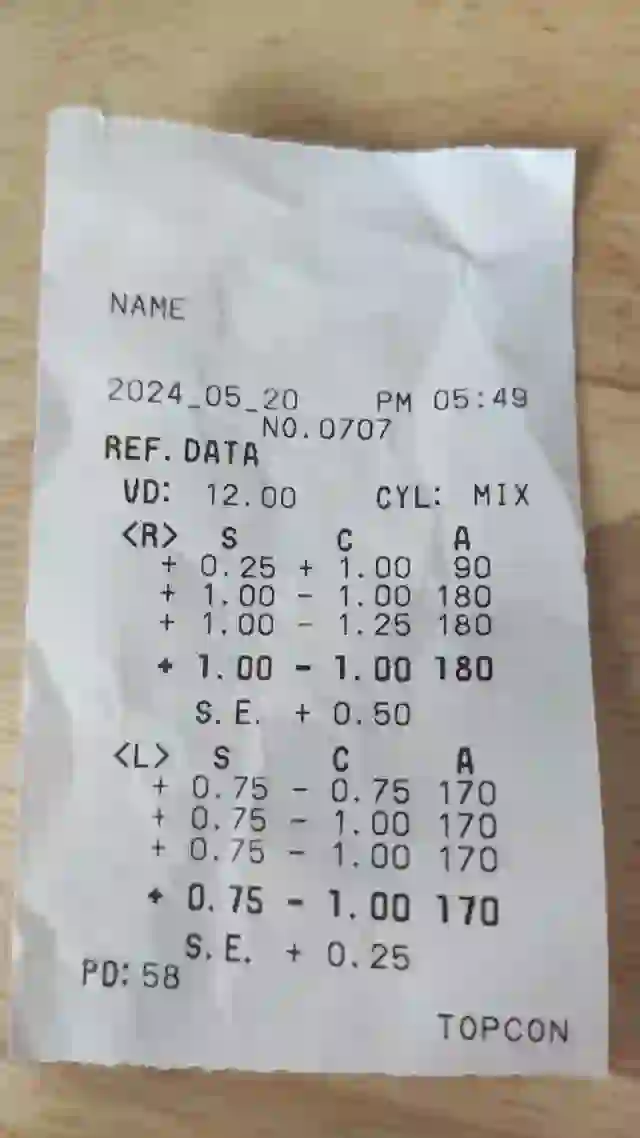 NAME
2024_05_20 PM 05:49
NO.0707
REF. DATA
VD: 12.00 CYL: MIX
<R> S C A
+ 0.25 + 1.00 90
+ 1.00 - 1.00 180
+ 1.00 - 1.25 180
+ 1.00 - 1.00 180
S.E. + 0.50
<L> S C A
+ 0.75 - 0.75 170
+ 0.75 - 1.00 170
+ 0.75 - 1.00 170
+ 0.75 - 1.00 170
S.E. + 0.25
PD: 58
TOPCON